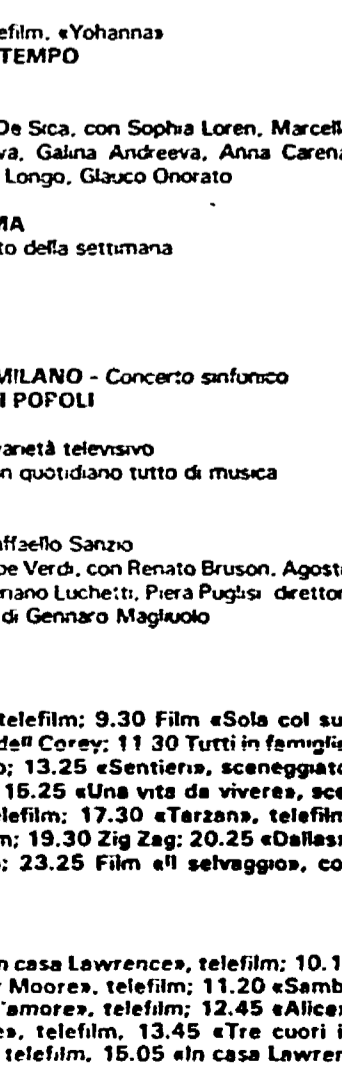 efilm, «Yohanna»
TEMPO
De Sica, con Sophia Loren, Marcell
va, Galina Andreeva, Anna Carena
Longo, Glauco Onorato
MA
to della settimana
MILANO - Concerto sinfonico
I POPOLI
varietà televisivo
n quotidiano tutto di musica
affaello Sanzio
pe Verdi, con Renato Bruson, Agost
riano Luchetti, Piera Puglisi direttor
di Gennaro Magliuolo
telefilm; 9.30 Film «Sola col su
dell Corey; 11 30 Tutti in famiglia
o; 13.25 «Sentieri», sceneggiato
15.25 «Una vita da vivere», sce
lefilm; 17.30 «Tarzan», telefilm
m; 19.30 Zig Zag; 20.25 «Dallas»
o; 23.25 Film «Il selvaggio», co
n casa Lawrence», telefilm; 10.1
r Moore», telefilm; 11.20 «Samb
l'amore», telefilm; 12.45 «Alice»
e», telefilm, 13.45 «Tre cuori i
telefilm, 15.05 «In casa Lawren